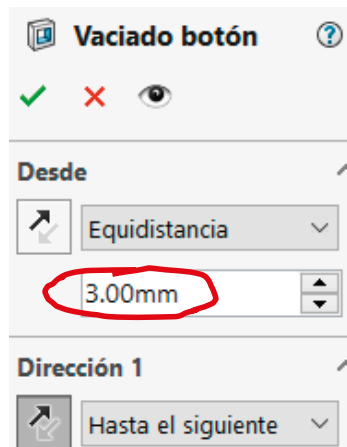 Vaciado botón
Desde
Equidistancia
3.00mm
Dirección 1
Hasta el siguiente